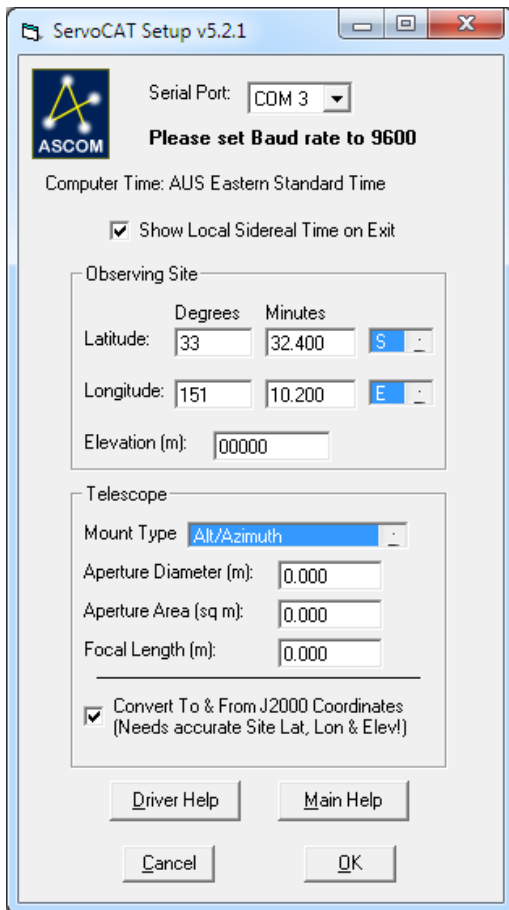 ServoCAT Setup v5.2.1
ASCOM
Serial Port: COM 3
Please set Baud rate to 9600
Computer Time: AUS Eastern Standard Time
Show Local Sidereal Time on Exit
Observing Site
Degrees Minutes
Latitude: 33 32.400 S
Longitude: 151 10.200 E
Elevation (m): 00000
Telescope
Mount Type Alt/Azimuth
Aperture Diameter (m): 0.000
Aperture Area (sq m): 0.000
Focal Length (m): 0.000
Convert To & From J2000 Coordinates
(Needs accurate Site Lat, Lon & Elev!)
Driver Help Main Help
Cancel OK